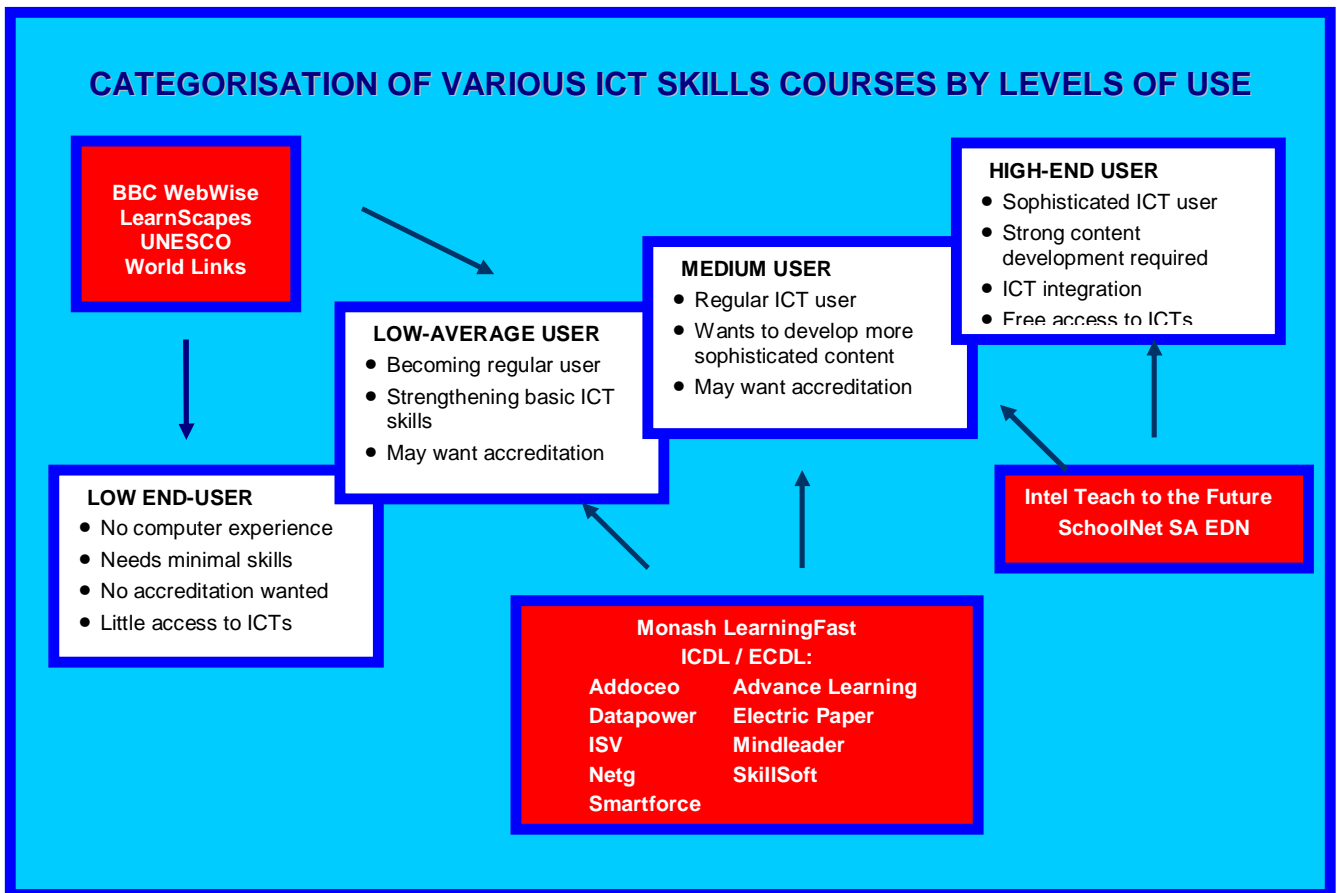 CATEGORISATION OF VARIOUS ICT SKILLS COURSES BY LEVELS OF USE
BBC WebWise
LearnScapes
UNESCO
World Links
HIGH-END USER
• Sophisticated ICT user
• Strong content
development required
• ICT integration
• Free access to ICTs
MEDIUM USER
• Regular ICT user
• Wants to develop more
sophisticated content
• May want accreditation
LOW-AVERAGE USER
• Becoming regular user
• Strengthening basic ICT
skills
• May want accreditation
LOW END-USER
• No computer experience
• Needs minimal skills
• No accreditation wanted
• Little access to ICTs
Intel Teach to the Future
SchoolNet SA EDN
Monash LearningFast
ICDL / ECDL:
Addoceo Advance Learning
Datapower Electric Paper
ISV Mindleader
Netg SkillSoft
Smartforce